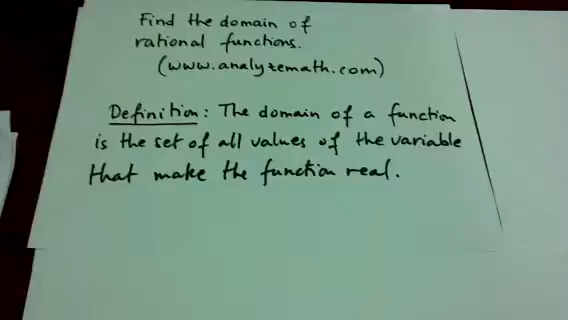 Find the domain of
rational functions.
(www.analyzemath.com)
Definition: The domain of a function
is the set of all values of the variable
that make the function real.